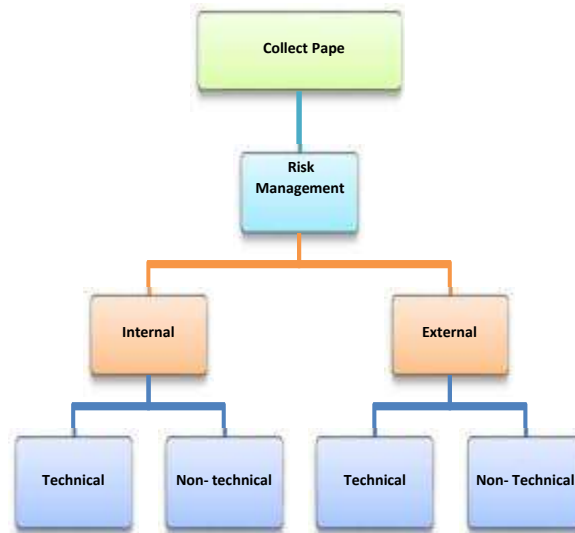 Collect Pape
Risk
Management
Internal
External
Technical
Non- technical
Technical
Non- Technical